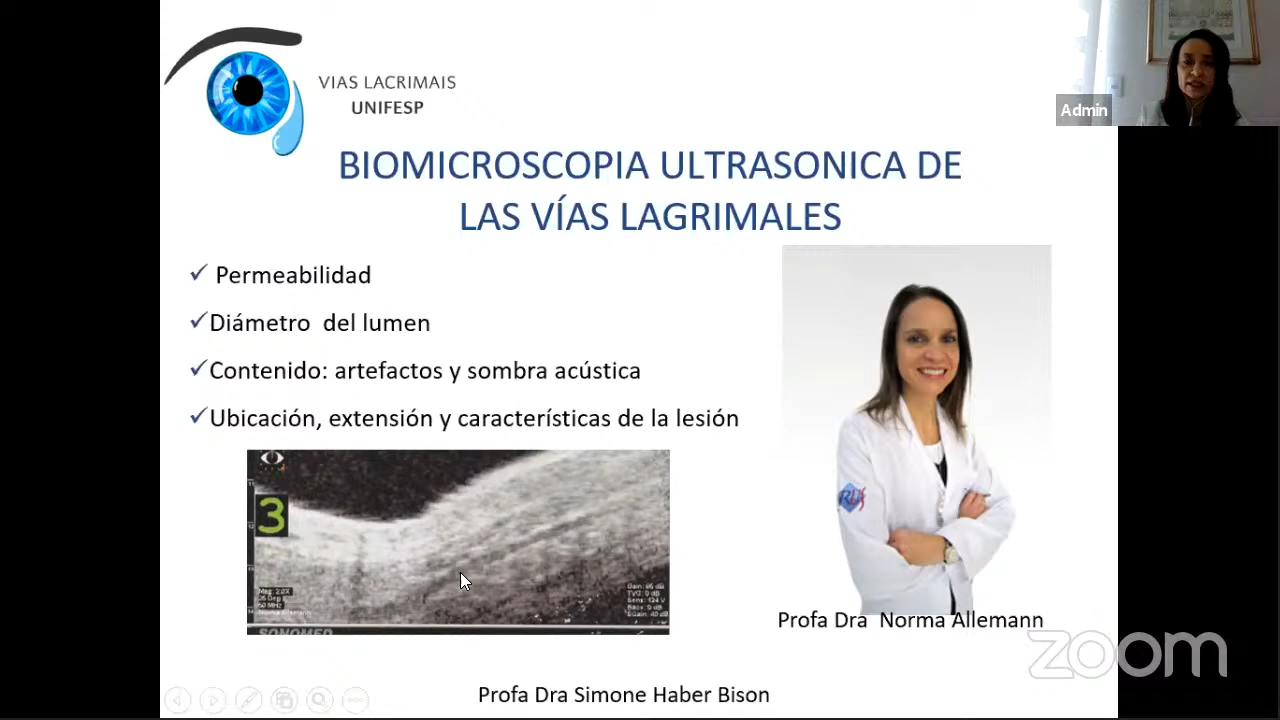 VIAS LACRIMAIS
UNIFESP
Admin
BIOMICROSCOPIA ULTRASONICA DE
LAS VÍAS LAGRIMALES
✓ Permeabilidad
✓Diámetro del lumen
✓Contenido: artefactos y sombra acústica
✓Ubicación, extensión y características de la lesión
3
SONOMED
Profa Dra Norma Allemann
zoom
Profa Dra Simone Haber Bison